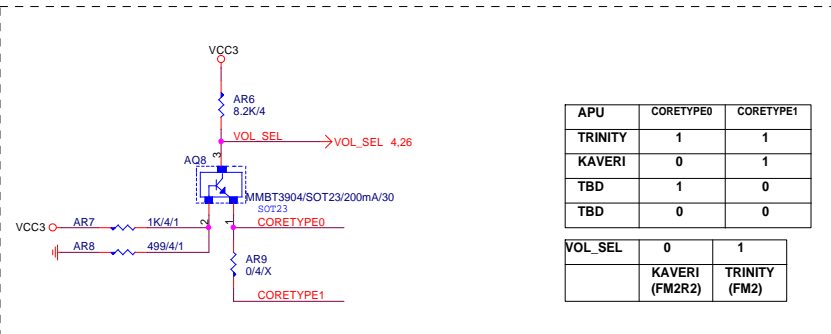 VCC3
AR6
8.2K/4
VOL_SEL
VOL_SEL 4,26
3
AQ8
MMBT3904/SOT23/200mA/30
SOT23
2
1
CORETYPE0
VCC3
AR7
1K/4/1
AR8
499/4/1
AR9
0/4/X
CORETYPE1
APU CORETYPE0 CORETYPE1
TRINITY 1 1
KAVERI 0 1
TBD 1 0
TBD 0 0
VOL_SEL 0 1
KAVERI TRINITY
(FM2R2) (FM2)